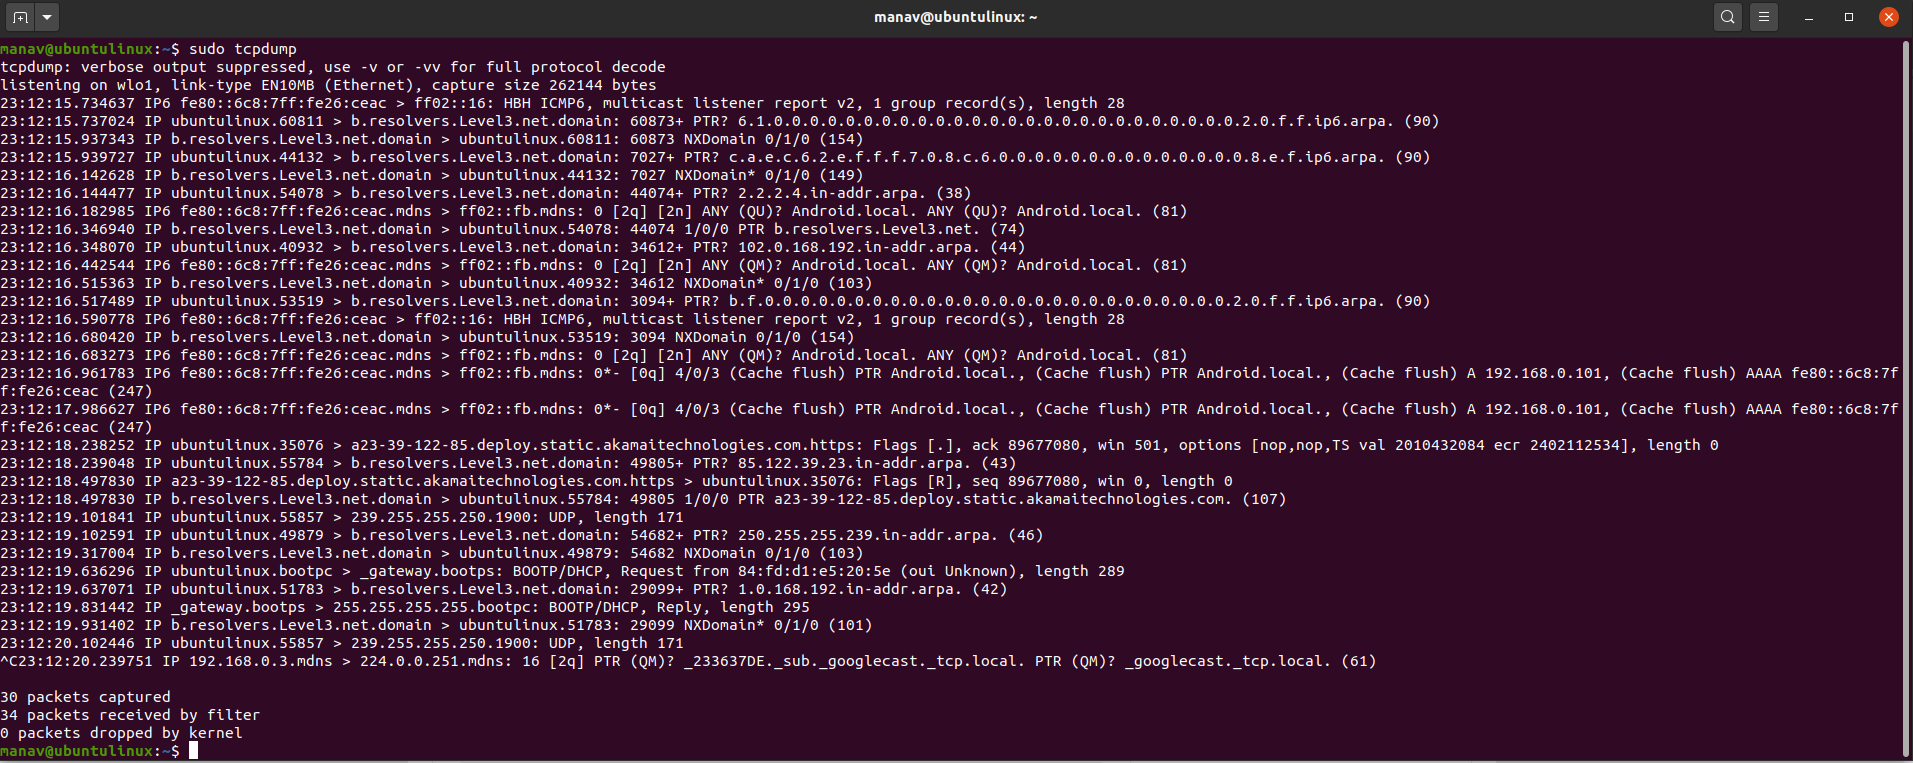 manav@ubuntulinux: ~
manav@ubuntulinux:~$ sudo tcpdump
tcpdump: verbose output suppressed, use -v or -vv for full protocol decode
listening on wlo1, link-type EN10MB (Ethernet), capture size 262144 bytes
23:12:15.734637 IP6 fe80::6c8:7ff:fe26:ceac > ff02::16: HBH ICMP6, multicast listener report v2, 1 group record(s), length 28
23:12:15.737024 IP ubuntulinux.60811 > b.resolvers.Level3.net.domain: 60873+ PTR? 6.1.0.0.0.0.0.0.0.0.0.0.0.0.0.0.0.0.0.0.0.0.0.0.0.0.0.0.2.0.f.f.ip6.arpa. (90)
23:12:15.937343 IP b.resolvers.Level3.net.domain > ubuntulinux.60811: 60873 NXDomain 0/1/0 (154)
23:12:15.939727 IP ubuntulinux.44132 > b.resolvers.Level3.net.domain: 7027+ PTR? c.a.e.c.6.2.e.f.f.f.7.0.8.c.6.0.0.0.0.0.0.0.0.0.0.0.0.0.0.8.e.f.ip6.arpa. (90)
23:12:16.142628 IP b.resolvers.Level3.net.domain > ubuntulinux.44132: 7027 NXDomain* 0/1/0 (149)
23:12:16.144477 IP ubuntulinux.54078 > b.resolvers.Level3.net.domain: 44074+ PTR? 2.2.2.4.in-addr.arpa. (38)
23:12:16.182985 IP6 fe80::6c8:7ff:fe26:ceac.mdns > ff02::fb.mdns: 0 [2q] [2n] ANY (QU)? Android.local. ANY (QU)? Android.local. (81)
23:12:16.346940 IP b.resolvers.Level3.net.domain > ubuntulinux.54078: 44074 1/0/0 PTR b.resolvers.Level3.net. (74)
23:12:16.348070 IP ubuntulinux.40932 > b.resolvers.Level3.net.domain: 34612+ PTR? 102.0.168.192.in-addr.arpa. (44)
23:12:16.442544 IP6 fe80::6c8:7ff:fe26:ceac.mdns > ff02::fb.mdns: 0 [2q] [2n] ANY (QM)? Android.local. ANY (QM)? Android.local. (81)
23:12:16.515363 IP b.resolvers.Level3.net.domain > ubuntulinux.40932: 34612 NXDomain* 0/1/0 (103)
23:12:16.517489 IP ubuntulinux.53519 > b.resolvers.Level3.net.domain: 3094+ PTR? b.f.0.0.0.0.0.0.0.0.0.0.0.0.0.0.0.0.0.0.0.0.0.0.0.0.0.0.2.0.f.f.ip6.arpa. (90)
23:12:16.590778 IP6 fe80::6c8:7ff:fe26:ceac > ff02::16: HBH ICMP6, multicast listener report v2, 1 group record(s), length 28
23:12:16.680420 IP b.resolvers.Level3.net.domain > ubuntulinux.53519: 3094 NXDomain 0/1/0 (154)
23:12:16.683273 IP6 fe80::6c8:7ff:fe26:ceac.mdns > ff02::fb.mdns: 0 [2q] [2n] ANY (QM)? Android.local. ANY (QM)? Android.local. (81)
23:12:16.961783 IP6 fe80::6c8:7ff:fe26:ceac.mdns > ff02::fb.mdns: 0*- [0q] 4/0/3 (Cache flush) PTR Android.local., (Cache flush) PTR Android.local., (Cache flush) A 192.168.0.101, (Cache flush) AAAA fe80::6c8:7f
f:fe26:ceac (247)
23:12:17.986627 IP6 fe80::6c8:7ff:fe26:ceac.mdns > ff02::fb.mdns: 0*- [0q] 4/0/3 (Cache flush) PTR Android.local., (Cache flush) PTR Android.local., (Cache flush) A 192.168.0.101, (Cache flush) AAAA fe80::6c8:7f
f:fe26:ceac (247)
23:12:18.238252 IP ubuntulinux.35076 > a23-39-122-85.deploy.static.akamaitechnologies.com.https: Flags [.], ack 89677080, win 501, options [nop,nop,TS val 2010432084 ecr 2402112534], length 0
23:12:18.239048 IP ubuntulinux.55784 > b.resolvers.Level3.net.domain: 49805+ PTR? 85.122.39.23.in-addr.arpa. (43)
23:12:18.497830 IP a23-39-122-85.deploy.static.akamaitechnologies.com.https > ubuntulinux.35076: Flags [R], seq 89677080, win 0, length 0
23:12:18.497830 IP b.resolvers.Level3.net.domain > ubuntulinux.55784: 49805 1/0/0 PTR a23-39-122-85.deploy.static.akamaitechnologies.com. (107)
23:12:19.101841 IP ubuntulinux.55857 > 239.255.255.250.1900: UDP, length 171
23:12:19.102591 IP ubuntulinux.49879 > b.resolvers.Level3.net.domain: 54682+ PTR? 250.255.255.239.in-addr.arpa. (46)
23:12:19.317004 IP b.resolvers.Level3.net.domain > ubuntulinux.49879: 54682 NXDomain 0/1/0 (103)
23:12:19.636296 IP ubuntulinux.bootpc > _gateway.bootps: BOOTP/DHCP, Request from 84:fd:d1:e5:20:5e (oui Unknown), length 289
23:12:19.637071 IP ubuntulinux.51783 > b.resolvers.Level3.net.domain: 29099+ PTR? 1.0.168.192.in-addr.arpa. (42)
23:12:19.831442 IP _gateway.bootps > 255.255.255.255.bootpc: BOOTP/DHCP, Reply, length 295
23:12:19.931402 IP b.resolvers.Level3.net.domain > ubuntulinux.51783: 29099 NXDomain* 0/1/0 (101)
23:12:20.102446 IP ubuntulinux.55857 > 239.255.255.250.1900: UDP, length 171
^C23:12:20.239751 IP 192.168.0.3.mdns > 224.0.0.251.mdns: 16 [2q] PTR (QM)? _233637DE._sub._googlecast._tcp.local. PTR (QM)? _googlecast._tcp.local. (61)
30 packets captured
34 packets received by filter
0 packets dropped by kernel
manav@ubuntulinux:~$